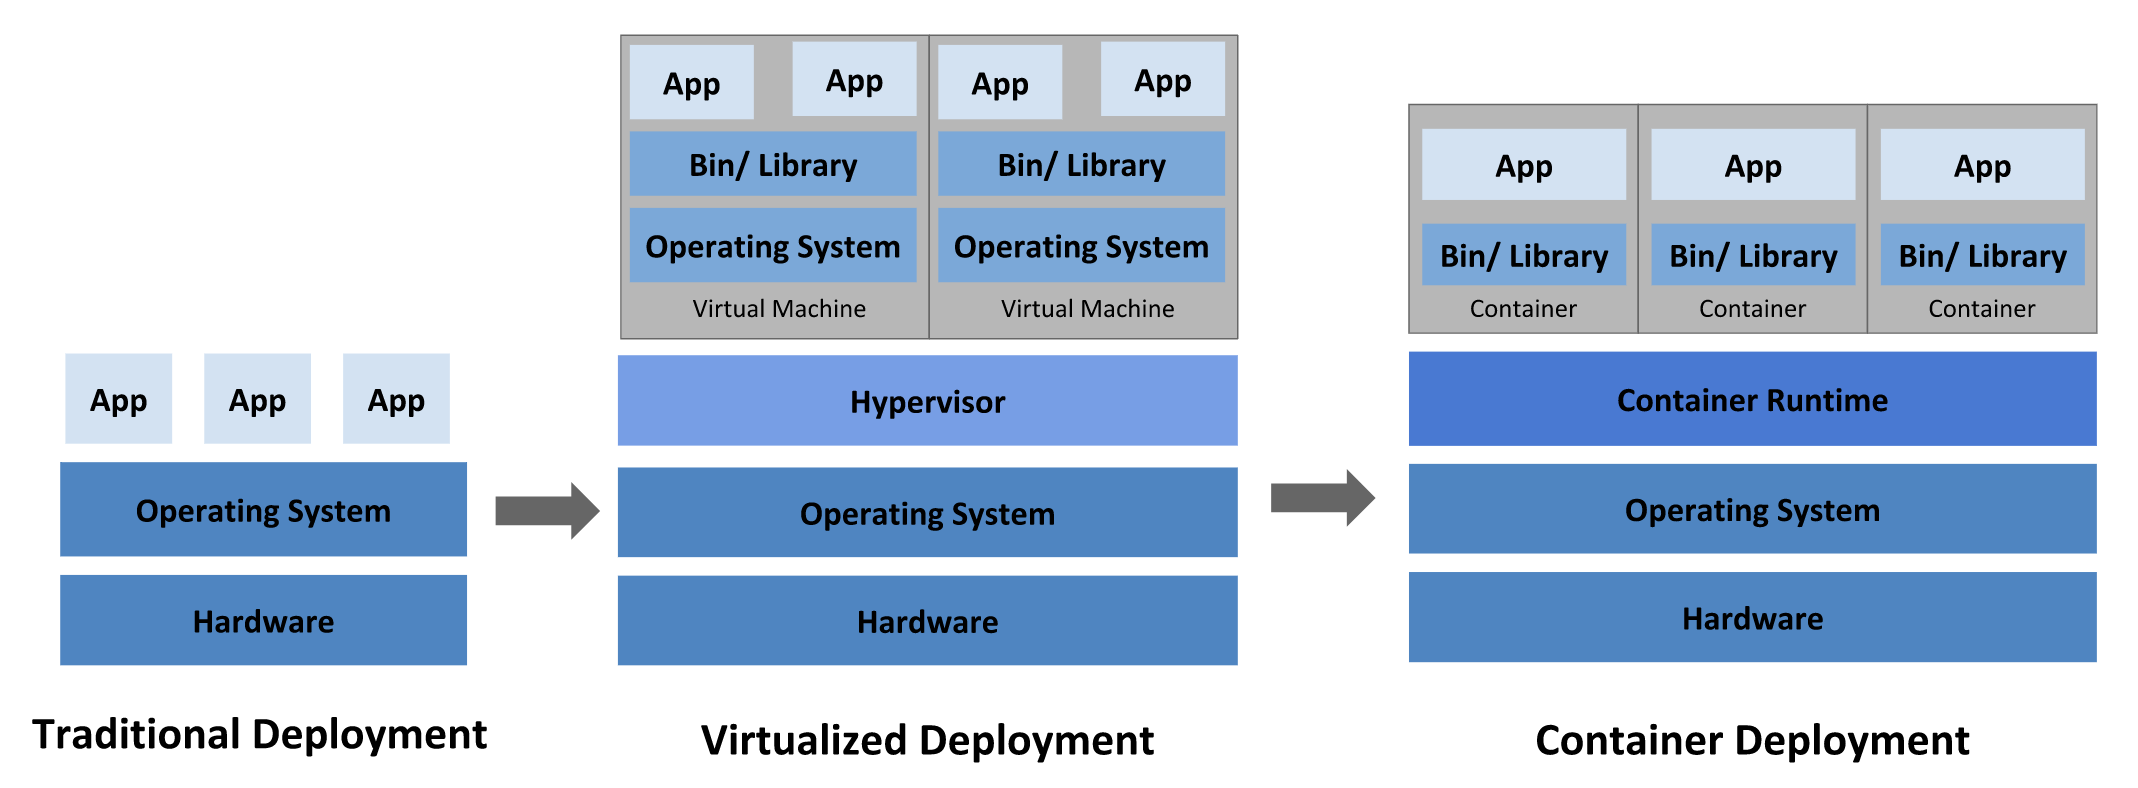 App
App
App
Operating System
Hardware
Traditional Deployment
App
App
Bin/ Library
Operating System
Virtual Machine
App
App
Bin/ Library
Operating System
Virtual Machine
Hypervisor
Operating System
Hardware
Virtualized Deployment
App
Bin/ Library
Container
App
Bin/ Library
Container
App
Bin/ Library
Container
Container Runtime
Operating System
Hardware
Container Deployment